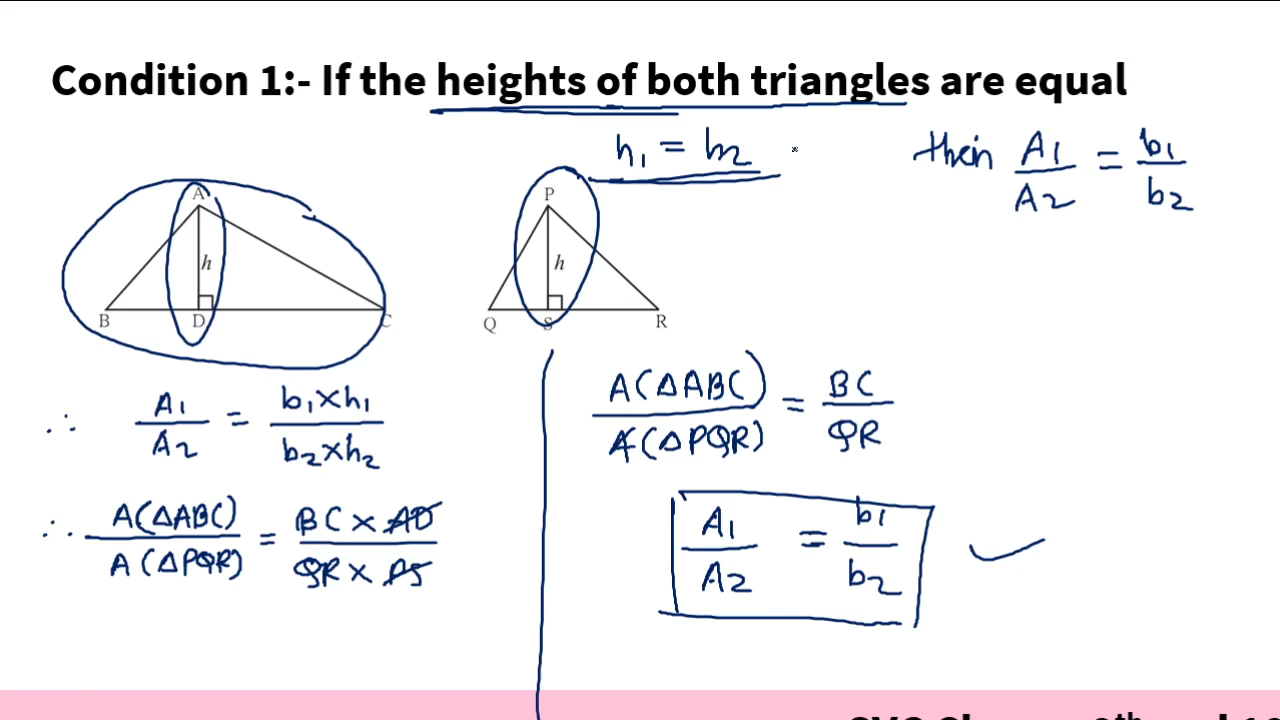 Condition 1:- If the heights of both triangles are equal
h₁ = h₂
then A₁/A₂ = b₁/b₂
A
h
B D C
P
h
Q S R
∴ A₁/A₂ = b₁×h₁/b₂×h₂
∴ A(△ABC)/A(△PQR) = BC × AD/QR × PS
A(△ABC)/A(△PQR) = BC/QR
A₁/A₂ = b₁/b₂